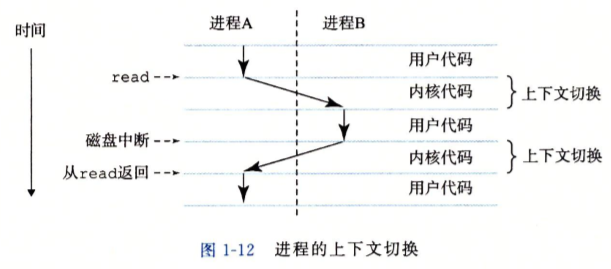 进程A 进程B
时间
用户代码
read
内核代码 上下文切换
用户代码
磁盘中断
内核代码 上下文切换
从read返回
用户代码
图 1-12 进程的上下文切换